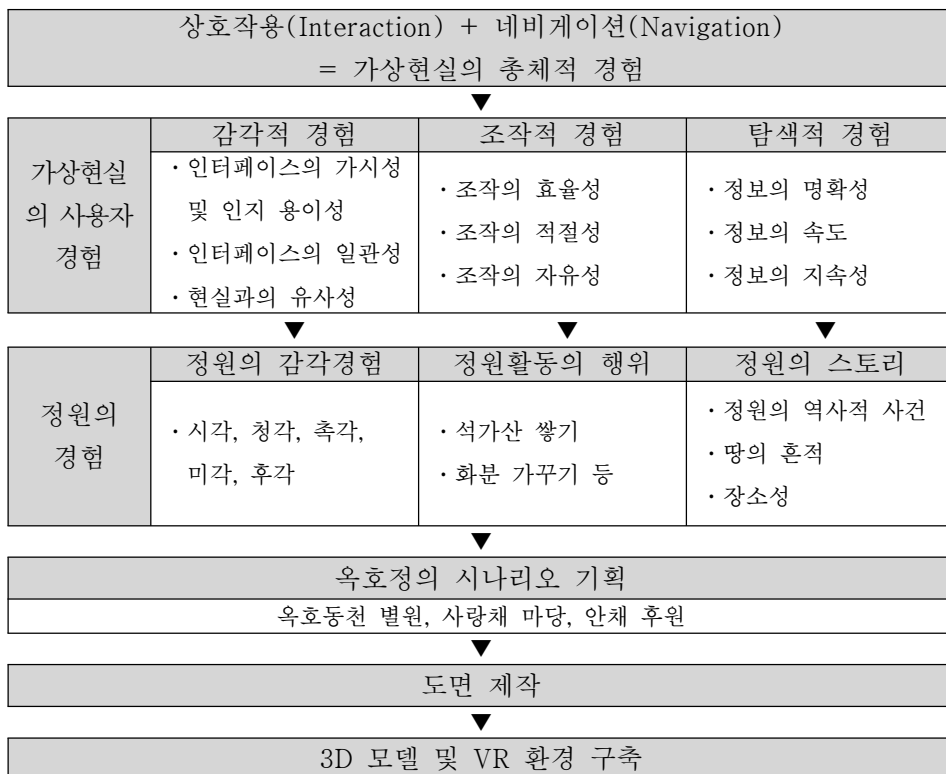 상호작용(Interaction) + 네비게이션(Navigation)
= 가상현실의 총체적 경험
▼
가상현실
의 사용자
경험
감각적 경험
· 인터페이스의 가시성
및 인지 용이성
· 인터페이스의 일관성
· 현실과의 유사성
조작적 경험
· 조작의 효율성
· 조작의 적절성
· 조작의 자유성
탐색적 경험
· 정보의 명확성
· 정보의 속도
· 정보의 지속성
▼ ▼ ▼
정원의
경험
정원의 감각경험
· 시각, 청각, 촉각,
미각, 후각
정원활동의 행위
· 석가산 쌓기
· 화분 가꾸기 등
정원의 스토리
· 정원의 역사적 사건
· 땅의 흔적
· 장소성
▼
옥호정의 시나리오 기획
옥호동천 별원, 사랑채 마당, 안채 후원
▼
도면 제작
▼
3D 모델 및 VR 환경 구축